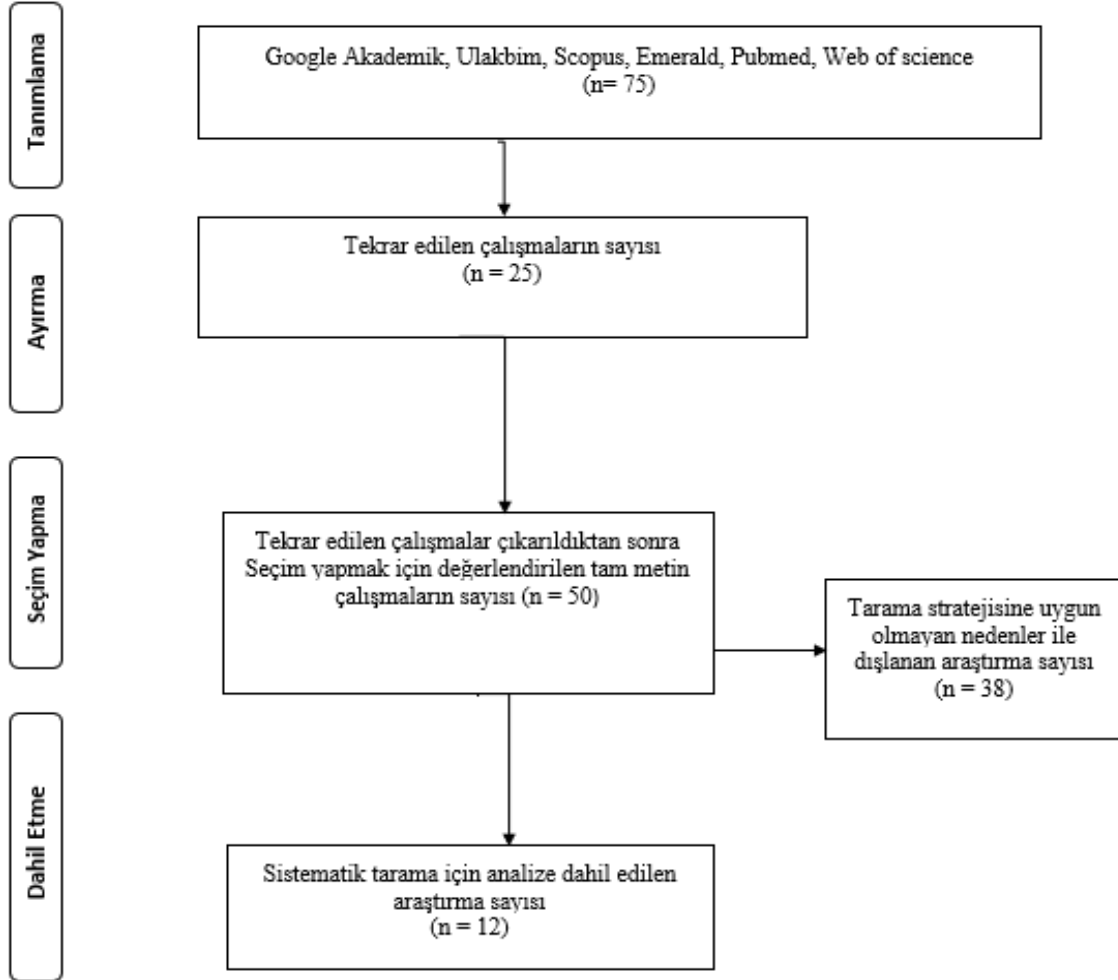 Tanımlama
Google Akademik, Ulakbim, Scopus, Emerald, Pubmed, Web of science
(n= 75)
Ayırma
Tekrar edilen çalışmaların sayısı
(n = 25)
Seçim Yapma
Tekrar edilen çalışmalar çıkarıldıktan sonra
Seçim yapmak için değerlendirilen tam metin
çalışmaların sayısı (n = 50)
Tarama stratejisine uygun
olmayan nedenler ile
dışlanan araştırma sayısı
(n = 38)
Dahil Etme
Sistematik tarama için analize dahil edilen
araştırma sayısı
(n = 12)